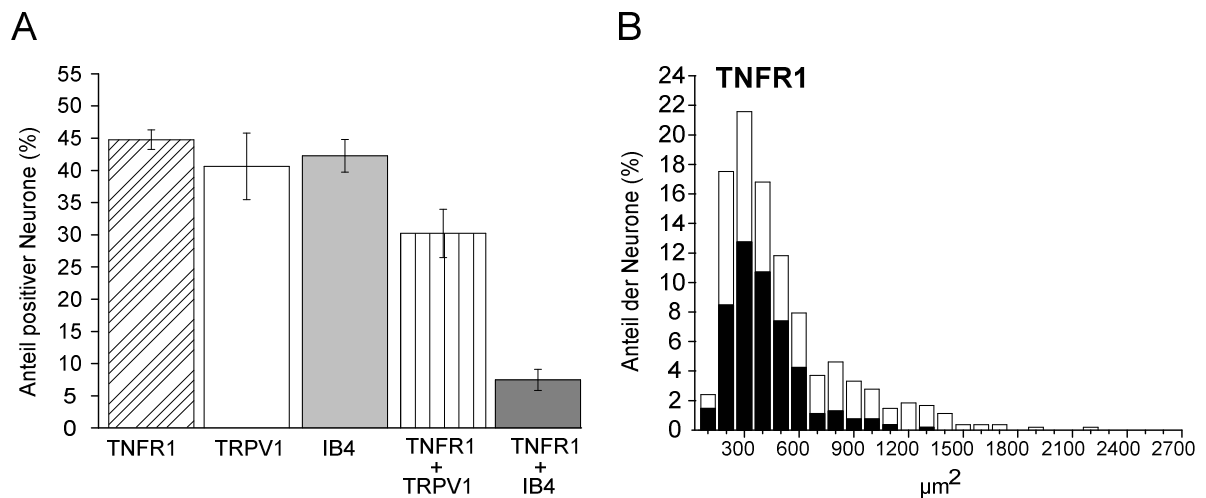 A
Anteil positiver Neurone (%)
55
50
45
40
35
30
25
20
15
10
5
0
TNFR1
TRPV1
IB4
TNFR1
+
TRPV1
TNFR1
+
IB4
B
TNFR1
Anteil der Neurone (%)
24
22
20
18
16
14
12
10
8
6
4
2
0
300 600 900 1200 1500 1800 2100 2400 2700
µm²